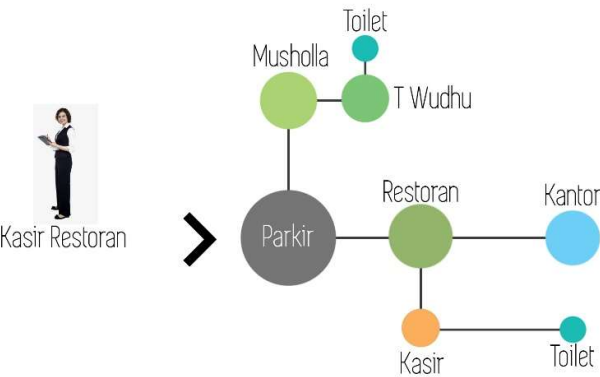 Toilet
Musholla
T Wudhu
Kasir Restoran
Parkir
Restoran
Kantor
Kasir
Toilet